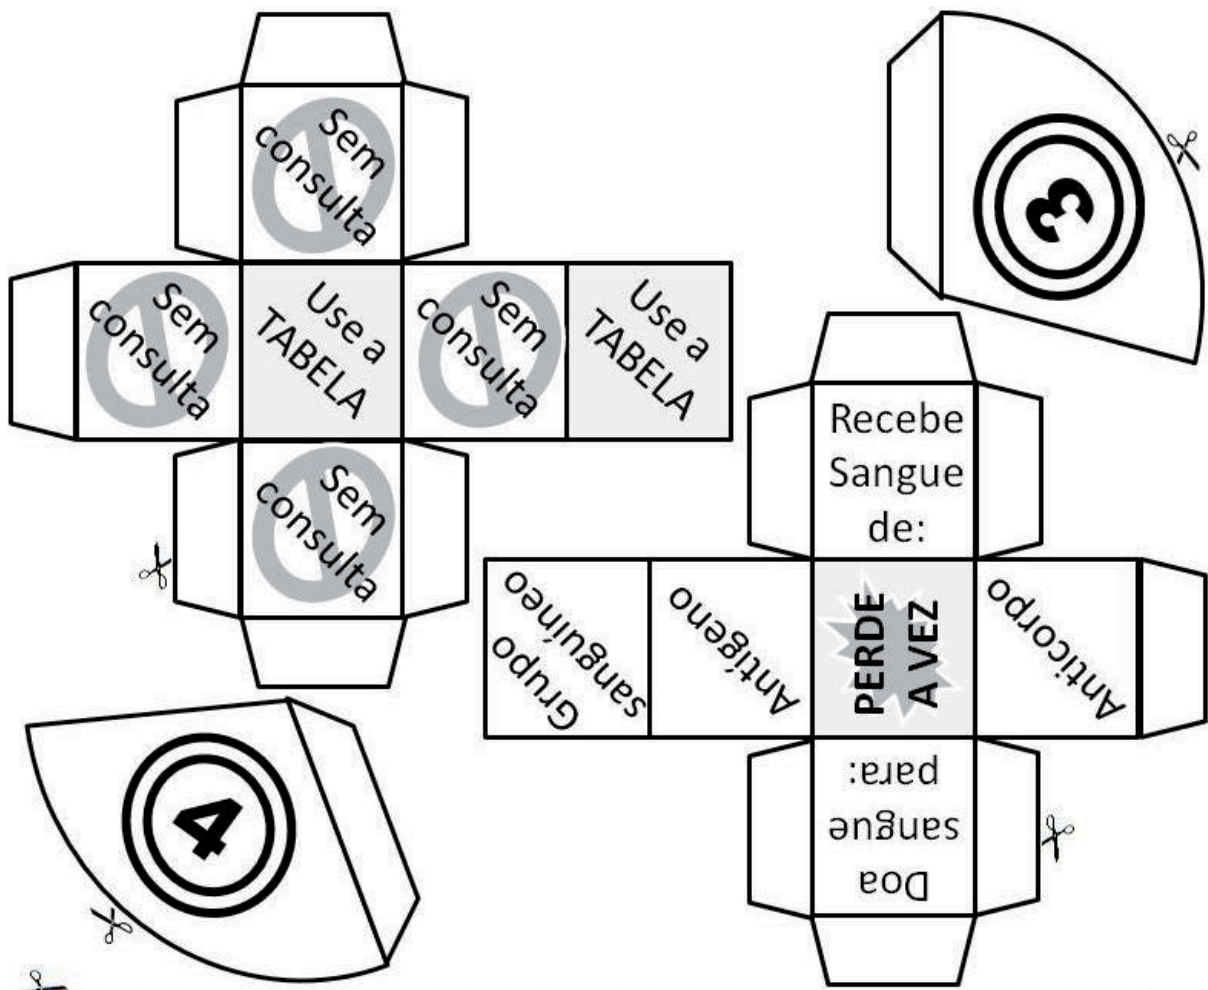 Sem
consulta
3
Sem
consulta
Use a
TABELA
Sem
consulta
Use a
TABELA
Sem
consulta
Recebe
Sangue
de:
Grupo
sanguíneo
Antígeno
PERDE
A VEZ
Anticorpo
Doa
sangue
para:
4